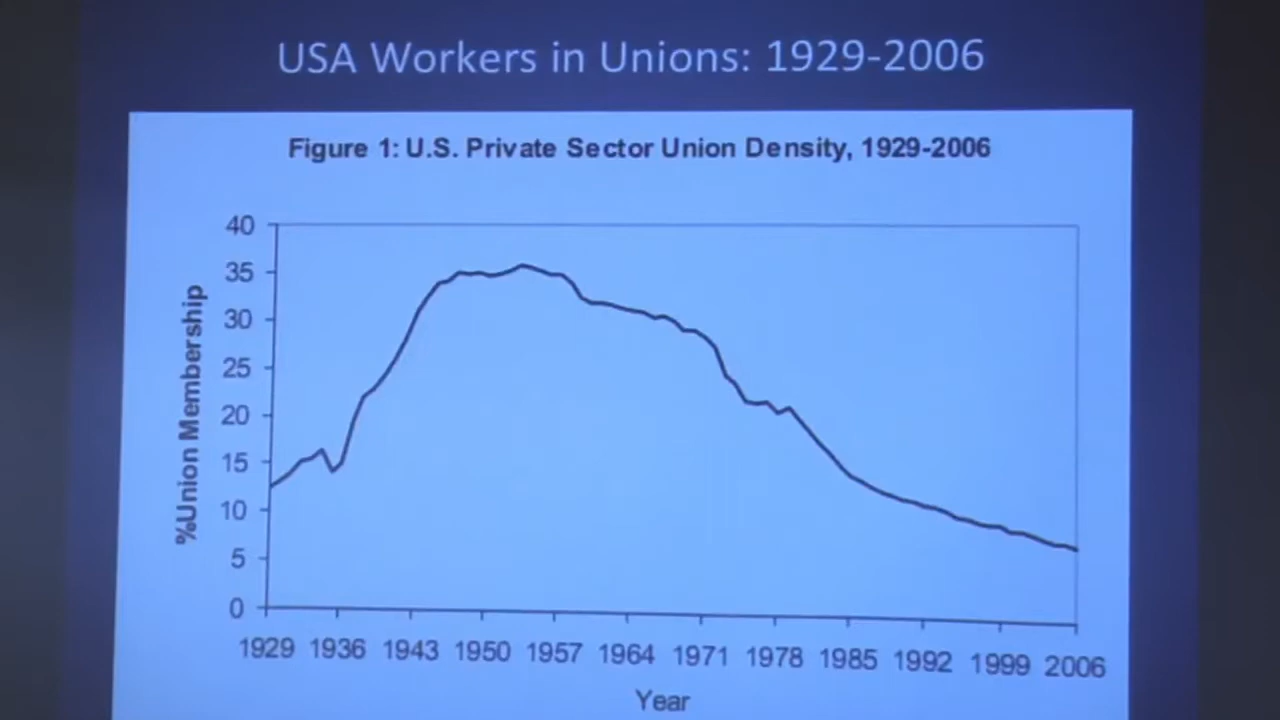 USA Workers in Unions: 1929-2006
Figure 1: U.S. Private Sector Union Density, 1929-2006
%Union Membership
40
35
30
25
20
15
10
5
0
1929 1936 1943 1950 1957 1964 1971 1978 1985 1992 1999 2006
Year